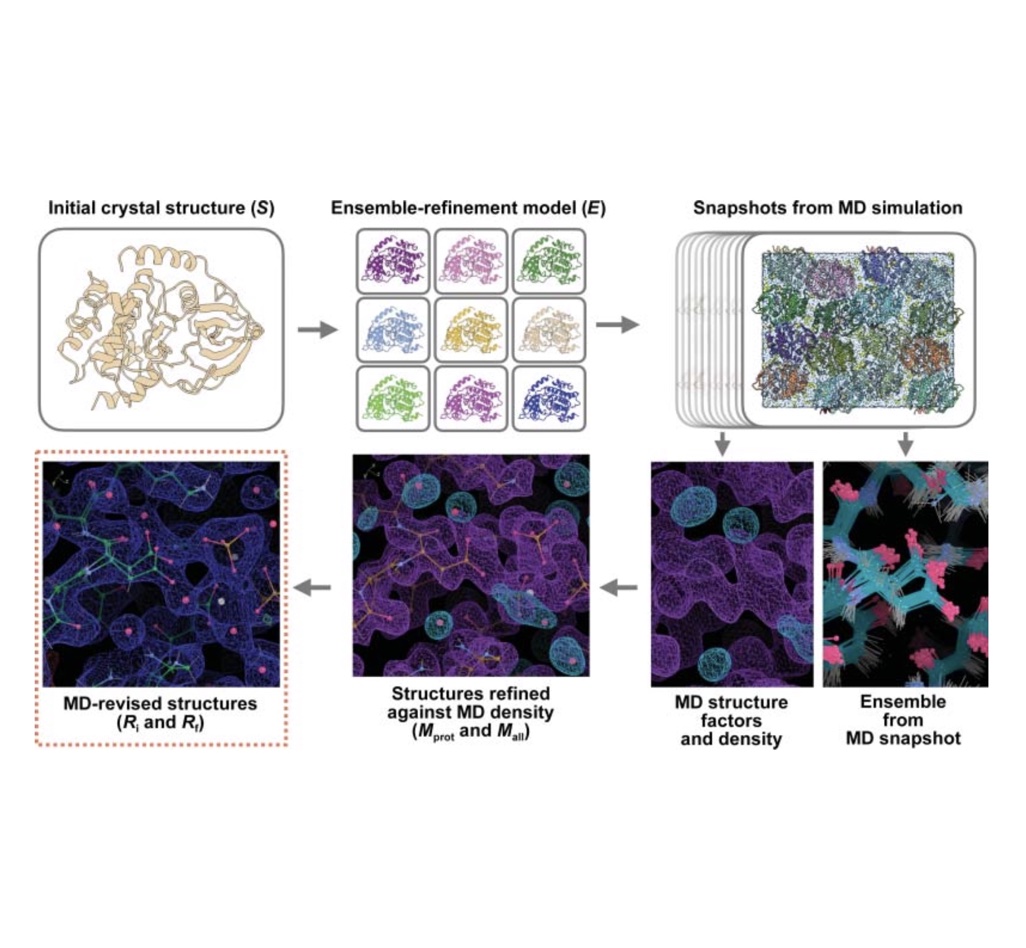 Initial crystal structure (S)
Ensemble-refinement model (E)
Snapshots from MD simulation
MD-revised structures
(Ri and Rf)
Structures refined
against MD density
(Mprot and Mall)
MD structure
factors
and density
Ensemble
from
MD snapshot